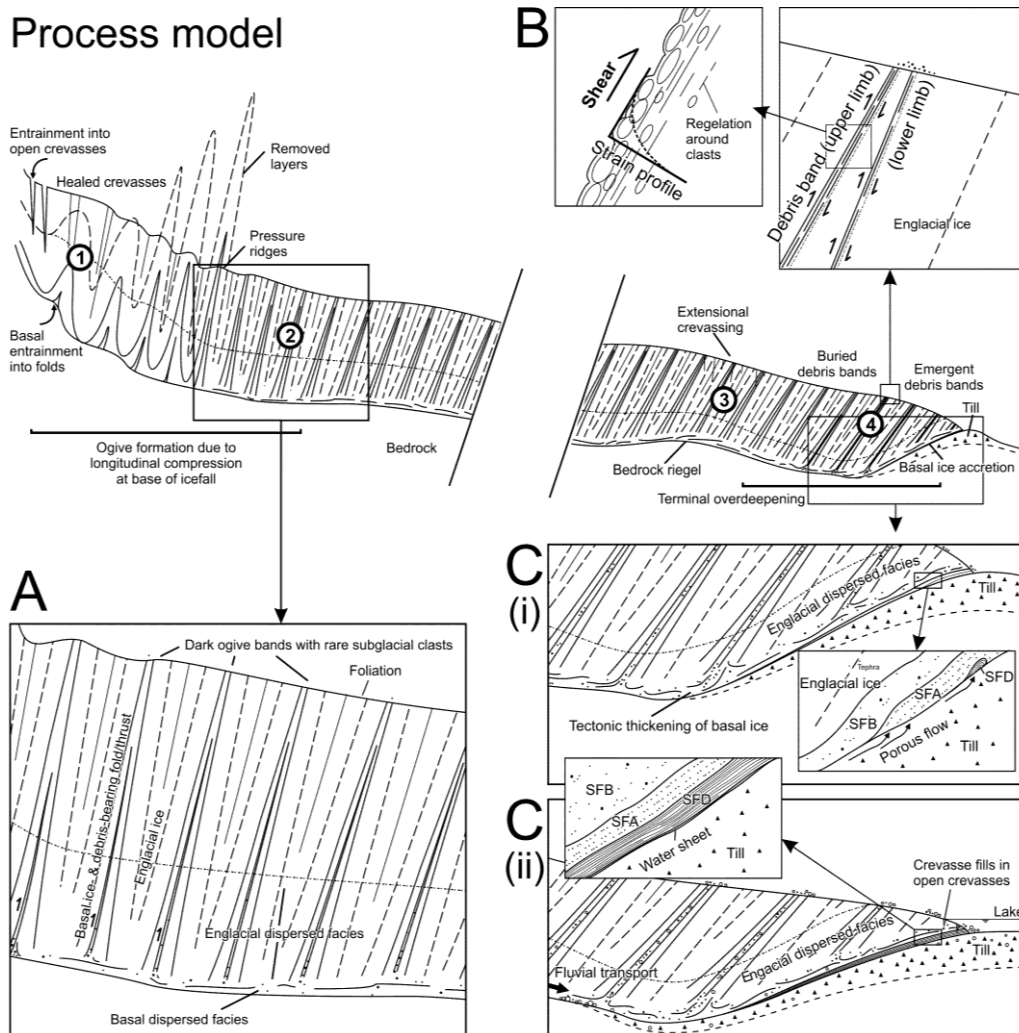 Process model
Entrainment into
open crevasses
Healed crevasses
Removed
layers
1
Pressure
ridges
2
Basal
entrainment
into folds
Ogive formation due to
longitudinal compression
at base of icefall
Bedrock
B
Shear
Regelation
around
clasts
Strain profile
Debris band (upper limb)
(lower limb)
Englacial ice
Extensional
crevassing
Buried
debris bands
Emergent
debris bands
3
4
Till
Bedrock riegel
Basal ice accretion
Terminal overdeepening
A
Dark ogive bands with rare subglacial clasts
Foliation
Basal ice & debris-bearing fold/thrust
Englacial ice
Englacial dispersed facies
Basal dispersed facies
C
(i)
Englacial dispersed facies
Till
Tectonic thickening of basal ice
Tephra
Englacial ice
SFD
SFA
SFB
Porous flow
Till
C
(ii)
SFB
SFD
SFA
Water sheet
Till
Crevasse fills in
open crevasses
Lake
Engacial dispersed facies
Till
Fluvial transport